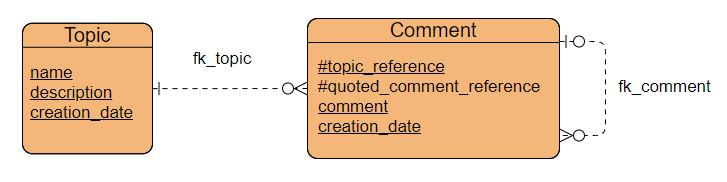 Topic
name
description
creation_date
fk_topic
Comment
#topic_reference
#quoted_comment_reference
comment
creation_date
fk_comment